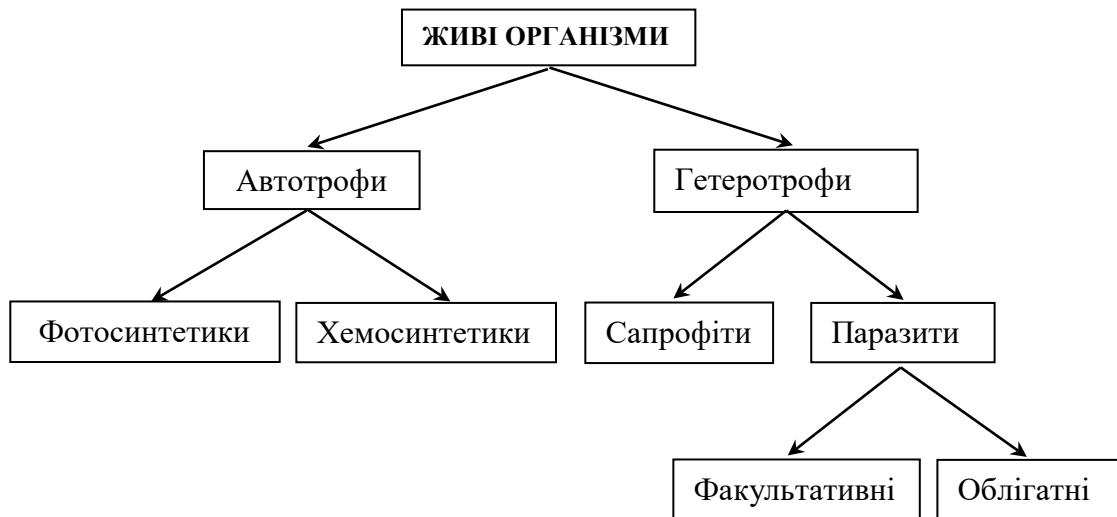 ЖИВІ ОРГАНІЗМИ
Автотрофи
Гетеротрофи
Фотосинтетики
Хемосинтетики
Сапрофіти
Паразити
Факультативні
Облігатні